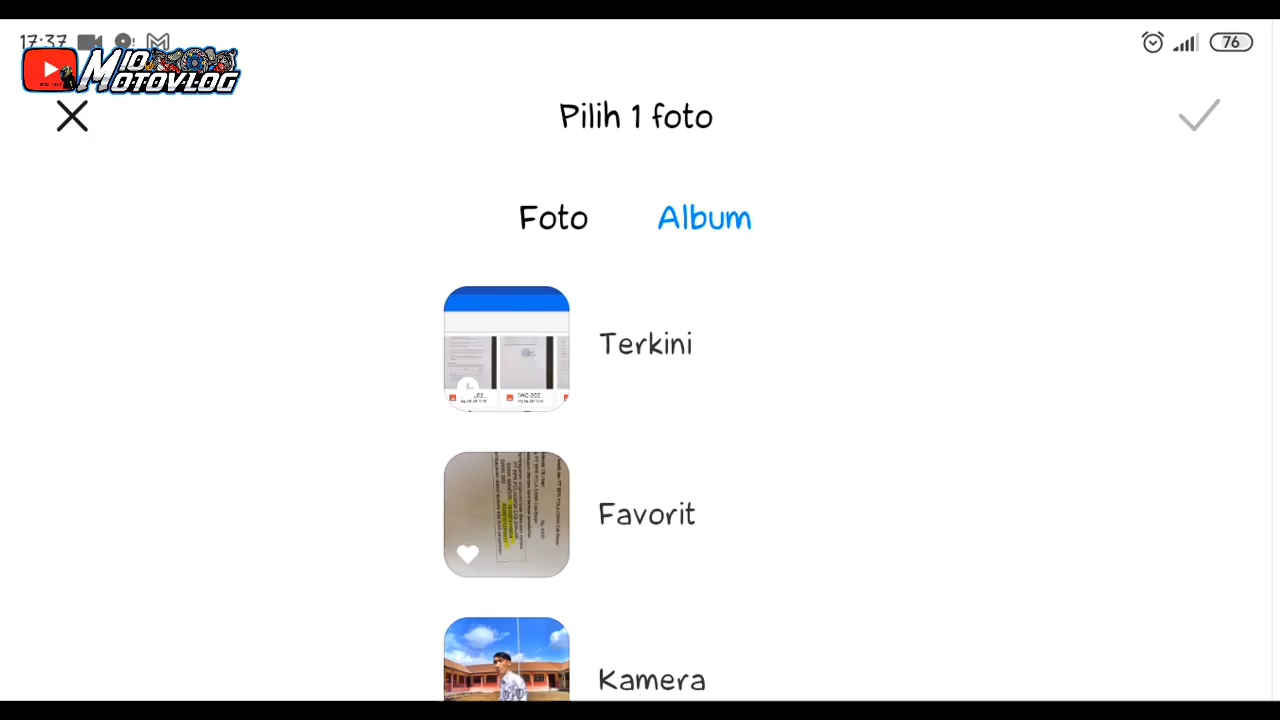 17:37
76
MIO
MOTOVLOG
Pilih 1 foto
Foto Album
Terkini
Favorit
Kamera